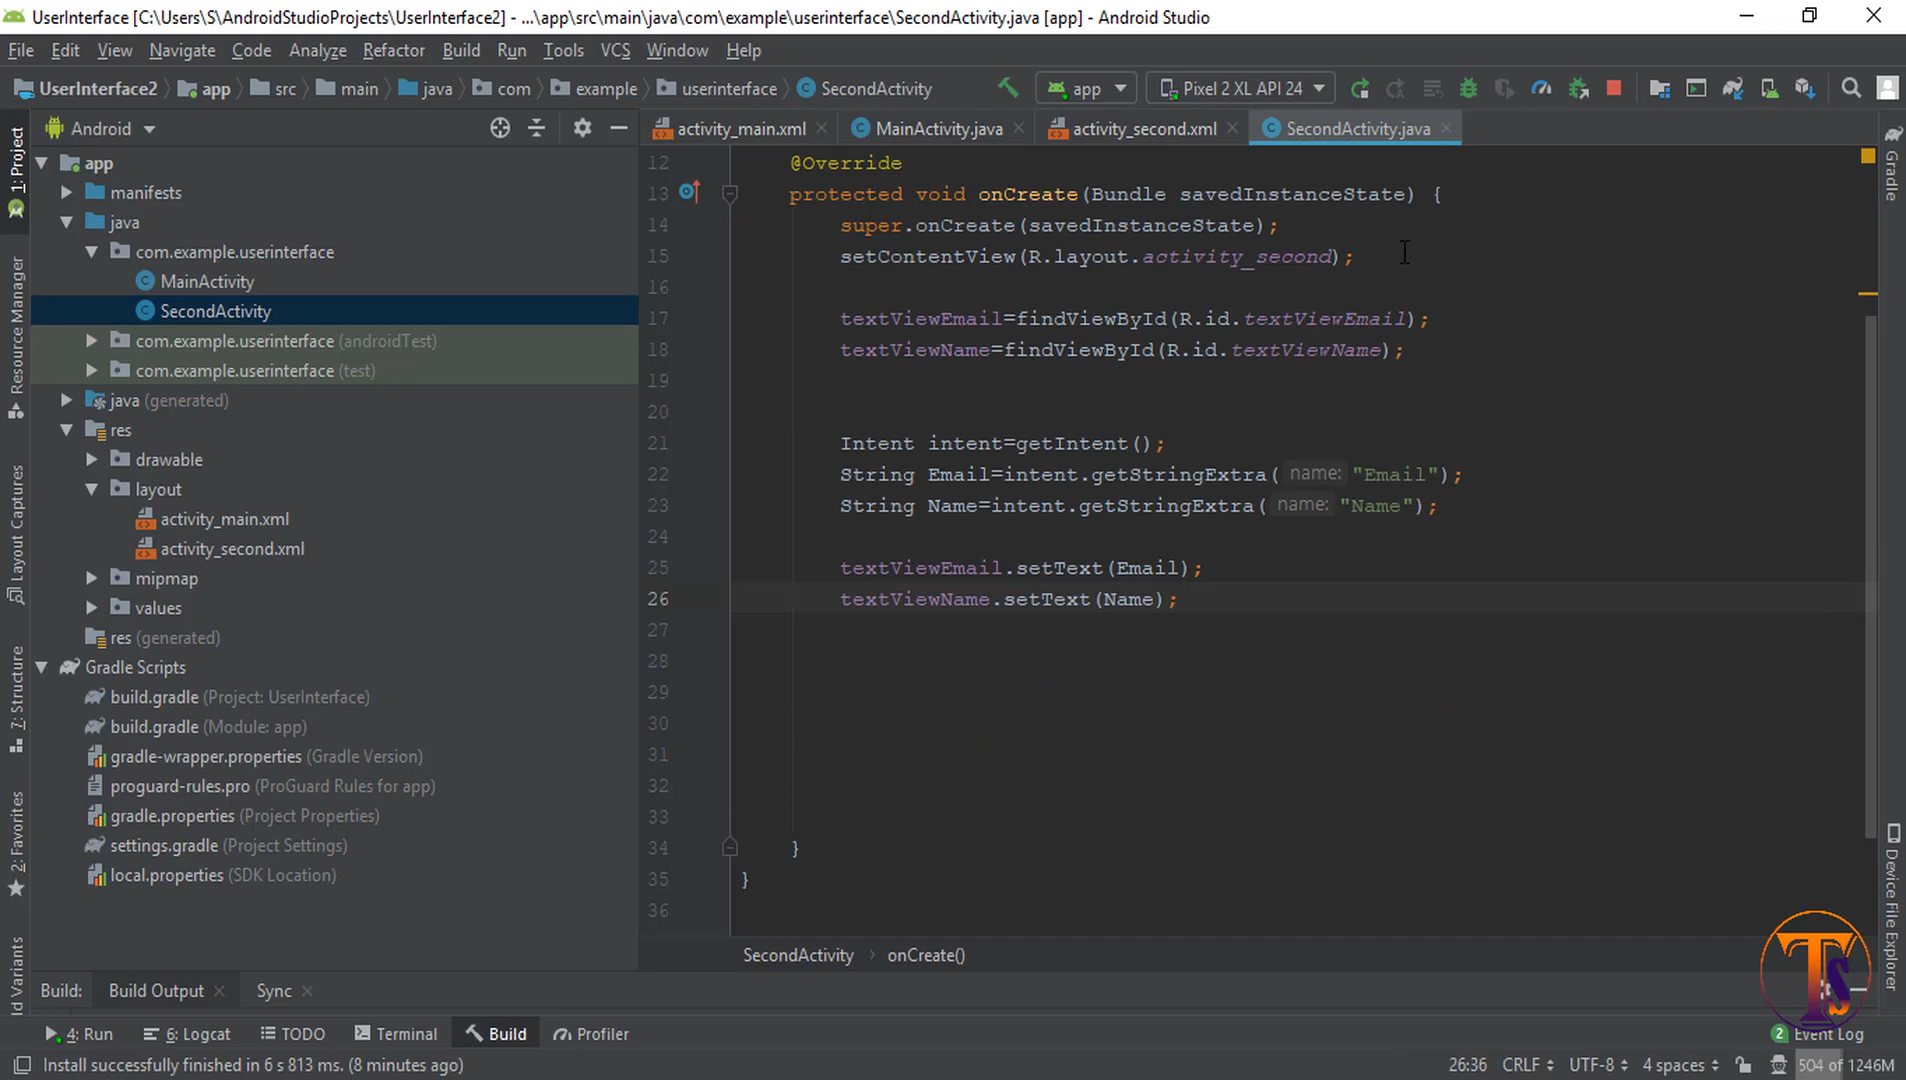 UserInterface [C:\Users\S\AndroidStudioProjects\UserInterface2] - ...\app\src\main\java\com\example\userinterface\SecondActivity.java [app] - Android Studio
File Edit View Navigate Code Analyze Refactor Build Run Tools VCS Window Help
UserInterface2 app src main java com example userinterface SecondActivity app Pixel 2 XL API 24
Android
activity_main.xml MainActivity.java activity_second.xml SecondActivity.java
1: Project
Resource Manager
Layout Captures
7: Structure
2: Favorites
ld Variants
app
manifests
java
com.example.userinterface
MainActivity
SecondActivity
com.example.userinterface (androidTest)
com.example.userinterface (test)
java (generated)
res
drawable
layout
activity_main.xml
activity_second.xml
mipmap
values
res (generated)
Gradle Scripts
build.gradle (Project: UserInterface)
build.gradle (Module: app)
gradle-wrapper.properties (Gradle Version)
proguard-rules.pro (ProGuard Rules for app)
gradle.properties (Project Properties)
settings.gradle (Project Settings)
local.properties (SDK Location)
12 @Override
13 protected void onCreate(Bundle savedInstanceState) {
14 super.onCreate(savedInstanceState);
15 setContentView(R.layout.activity_second);
16
17 textViewEmail=findViewById(R.id.textViewEmail);
18 textViewName=findViewById(R.id.textViewName);
19
20
21 Intent intent=getIntent();
22 String Email=intent.getStringExtra( name: "Email");
23 String Name=intent.getStringExtra( name: "Name");
24
25 textViewEmail.setText(Email);
26 textViewName.setText(Name);
27
28
29
30
31
32
33
34 }
35 }
36
SecondActivity onCreate()
Gradle
Device File Explorer
TS
Build: Build Output Sync
4: Run 6: Logcat TODO Terminal Build Profiler 2 Event Log
Install successfully finished in 6 s 813 ms. (8 minutes ago) 26:36 CRLF UTF-8 4 spaces 504 of 1246M